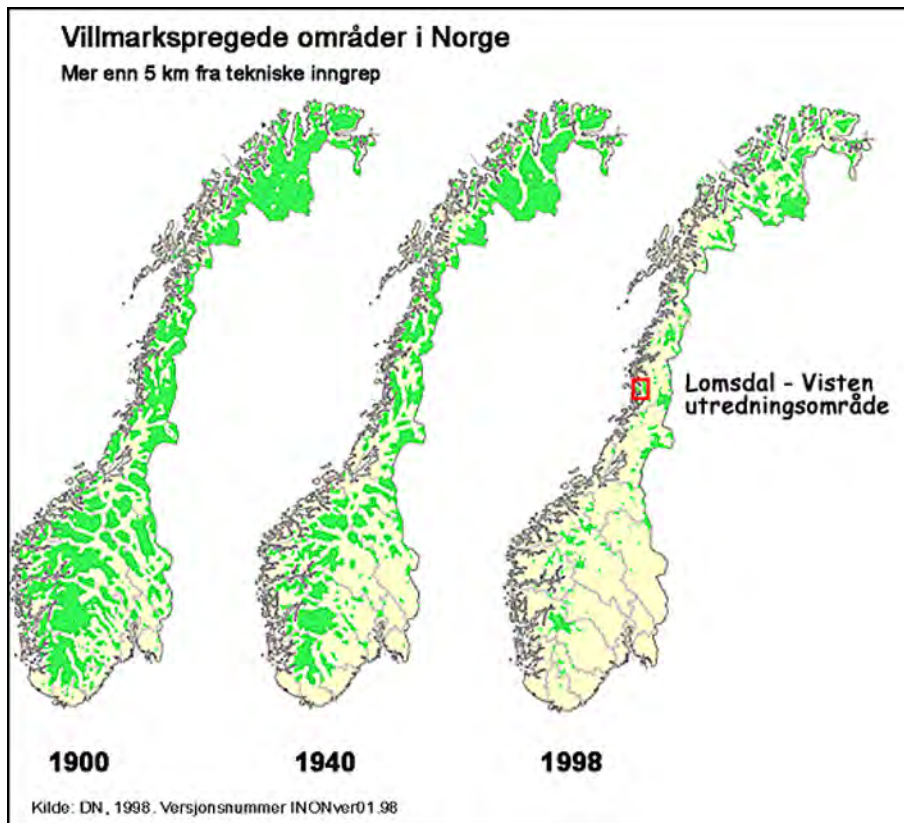 Villmarkspregede områder i Norge
Mer enn 5 km fra tekniske inngrep
Lomsdal - Visten
utredningsområde
1900
1940
1998
Kilde: DN, 1998. Versjonsnummer INONver01.98